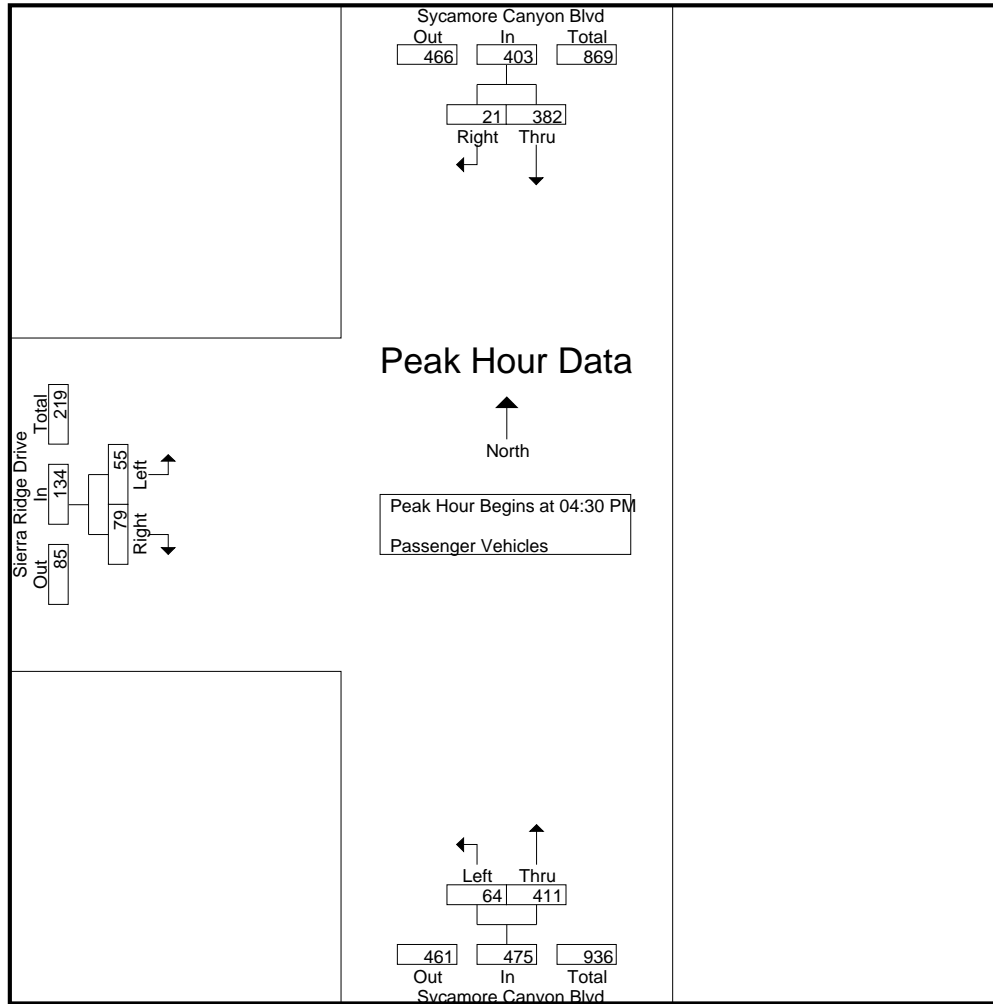 Sycamore Canyon Blvd
Out In Total
466 403 869
21 382
Right Thru
Peak Hour Data
North
Peak Hour Begins at 04:30 PM
Passenger Vehicles
Sierra Ridge Drive
Out In Total
85 134 219
79 55
Right Left
Left Thru
64 411
461 475 936
Out In Total
Sycamore Canyon Blvd